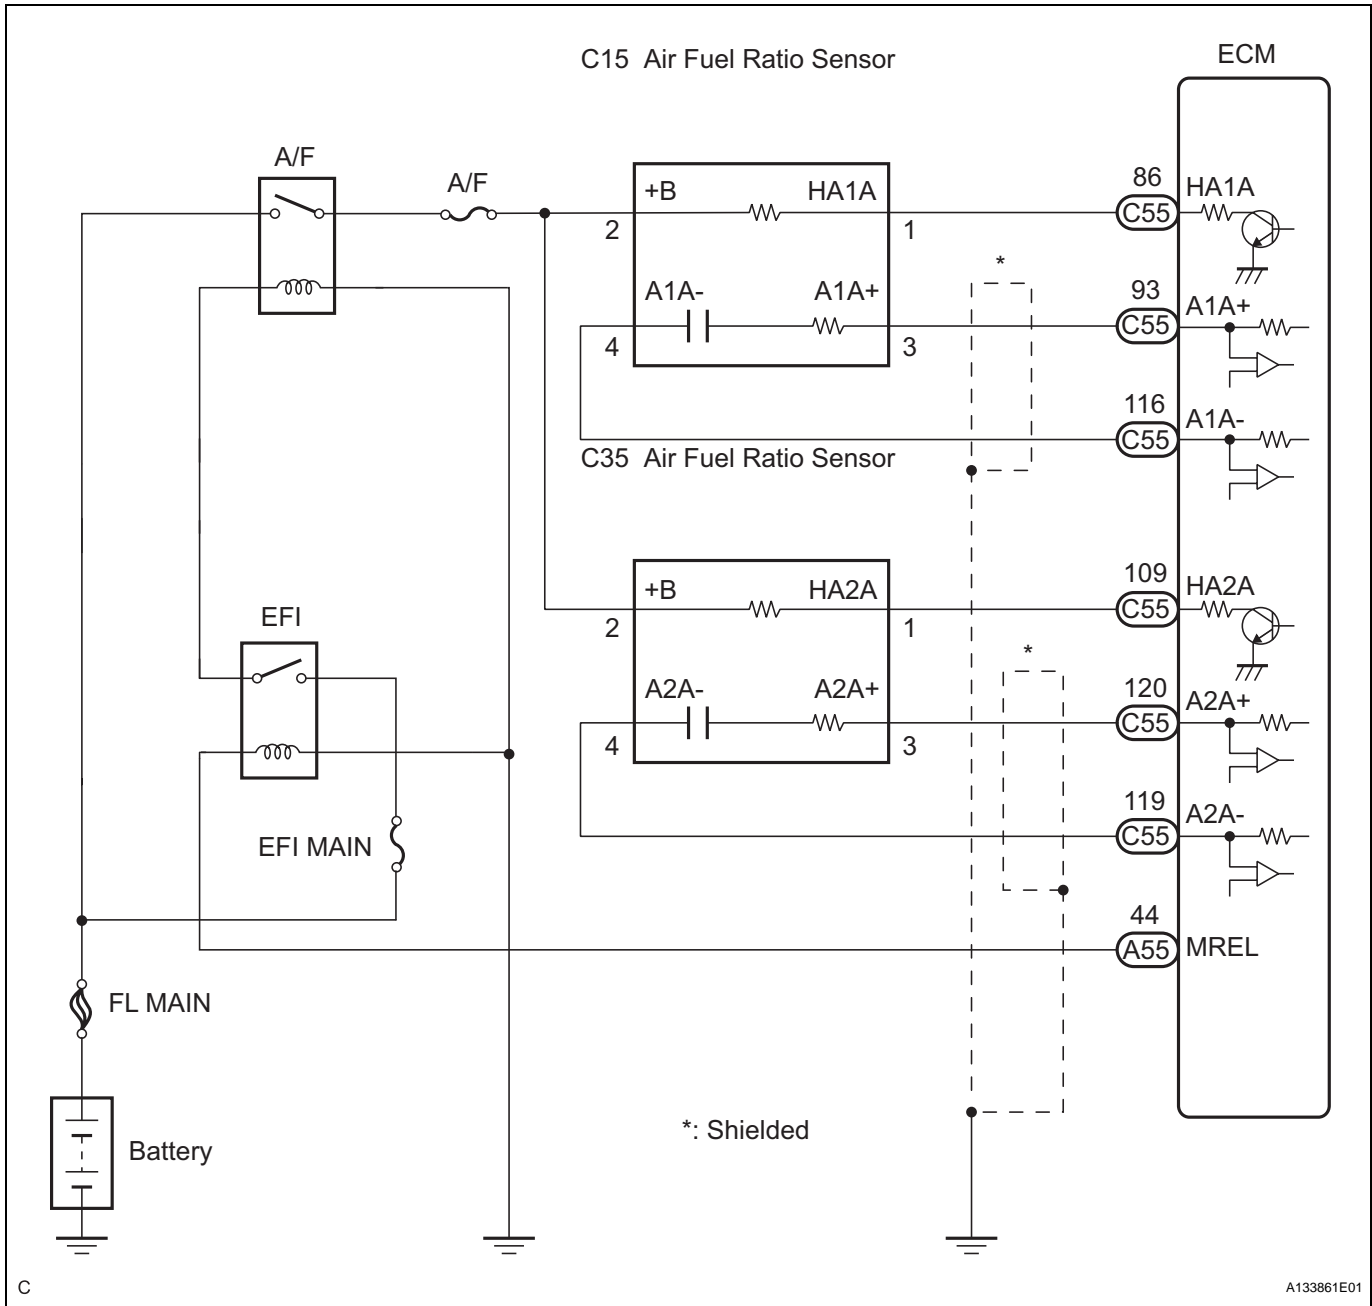 C15 Air Fuel Ratio Sensor
ECM
A/F
A/F
+B
HA1A
2
1
86
C55
HA1A
*
A1A-
A1A+
4
3
93
C55
A1A+
116
C55
A1A-
C35 Air Fuel Ratio Sensor
+B
HA2A
2
1
109
C55
HA2A
EFI
*
A2A-
A2A+
4
3
120
C55
A2A+
119
C55
A2A-
EFI MAIN
44
A55
MREL
FL MAIN
Battery
*: Shielded
C
A133861E01